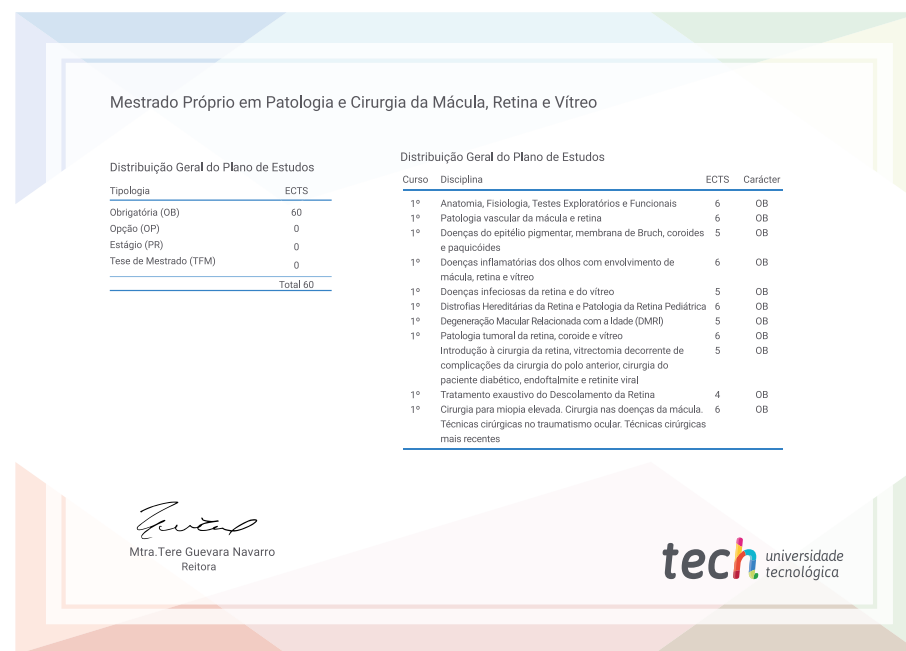 Mestrado Próprio em Patologia e Cirurgia da Mácula, Retina e Vítreo
Distribuição Geral do Plano de Estudos
Tipologia ECTS
Obrigatória (OB) 60
Opção (OP) 0
Estágio (PR) 0
Tese de Mestrado (TFM) 0
Total 60
Distribuição Geral do Plano de Estudos
Curso Disciplina ECTS Carácter
1º Anatomia, Fisiologia, Testes Exploratórios e Funcionais 6 OB
1º Patologia vascular da mácula e retina 6 OB
1º Doenças do epitélio pigmentar, membrana de Bruch, coroides 5 OB
e paquicóides
1º Doenças inflamatórias dos olhos com envolvimento de 6 OB
mácula, retina e vítreo
1º Doenças infeciosas da retina e do vítreo 5 OB
1º Distrofias Hereditárias da Retina e Patologia da Retina Pediátrica 6 OB
1º Degeneração Macular Relacionada com a Idade (DMRI) 5 OB
1º Patologia tumoral da retina, coroide e vítreo 6 OB
Introdução à cirurgia da retina, vitrectomia decorrente de 5 OB
complicações da cirurgia do polo anterior, cirurgia do
paciente diabético, endoftalmite e retinite viral
1º Tratamento exaustivo do Descolamento da Retina 4 OB
1º Cirurgia para miopia elevada. Cirurgia nas doenças da mácula. 6 OB
Técnicas cirúrgicas no traumatismo ocular. Técnicas cirúrgicas
mais recentes
Mtra.Tere Guevara Navarro
Reitora
tech universidade
tecnológica